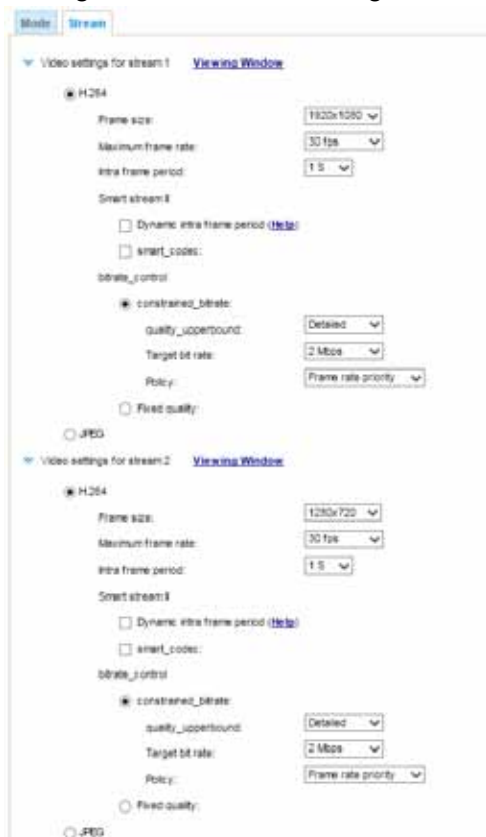 Mode Stream
Video settings for stream 1 Viewing Window
H.264
Frame size: 1920x1080
Maximum frame rate: 30 fps
Intra frame period: 1 S
Smart stream II
Dynamic intra frame period (Help)
smart_codec:
bitrate_control
constrained_bitrate:
quality_upperbound: Detailed
Target bit rate: 2 Mbps
Policy: Frame rate priority
Fixed quality:
JPEG
Video settings for stream 2 Viewing Window
H.264
Frame size: 1280x720
Maximum frame rate: 30 fps
Intra frame period: 1 S
Smart stream II
Dynamic intra frame period (Help)
smart_codec:
bitrate_control
constrained_bitrate:
quality_upperbound: Detailed
Target bit rate: 2 Mbps
Policy: Frame rate priority
Fixed quality:
JPEG